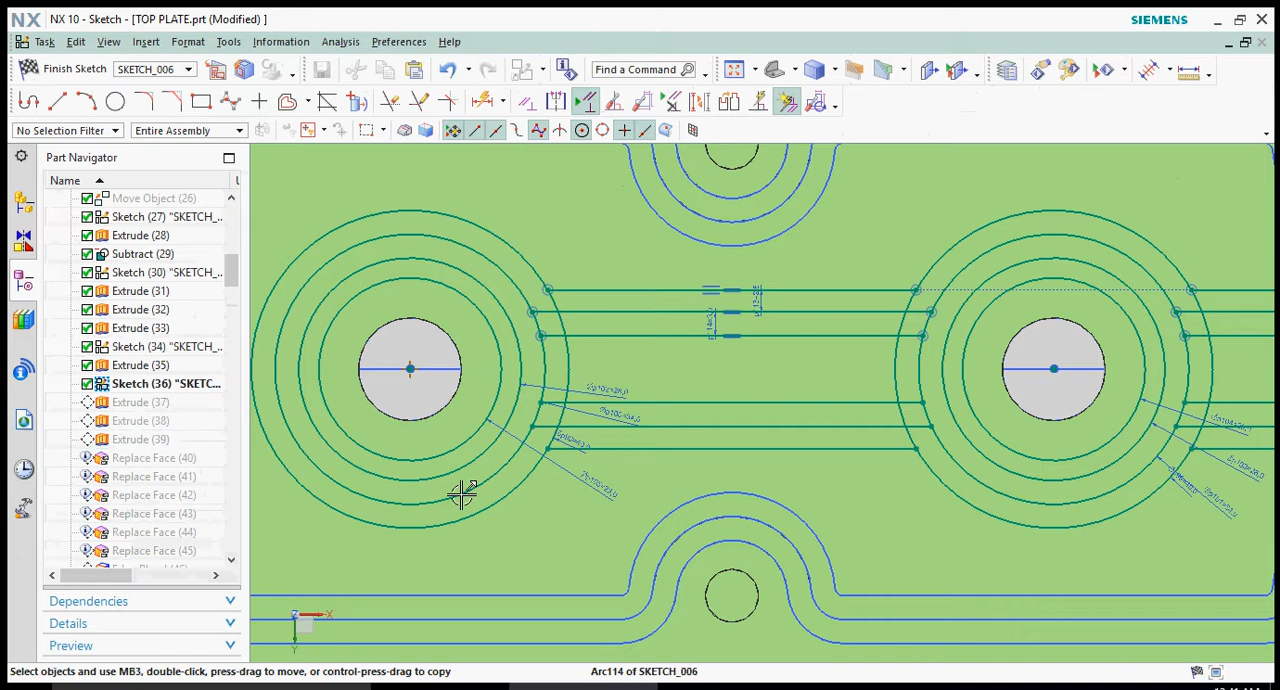 NX NX 10 - Sketch - [TOP PLATE.prt (Modified) ] SIEMENS
Task Edit View Insert Format Tools Information Analysis Preferences Help
Finish Sketch SKETCH_006 Find a Command
No Selection Filter Entire Assembly
Part Navigator
Name
Move Object (26)
Sketch (27) "SKETCH_...
Extrude (28)
Subtract (29)
Sketch (30) "SKETCH_...
Extrude (31)
Extrude (32)
Extrude (33)
Sketch (34) "SKETCH_...
Extrude (35)
Sketch (36) "SKETC...
Extrude (37)
Extrude (38)
Extrude (39)
Replace Face (40)
Replace Face (41)
Replace Face (42)
Replace Face (43)
Replace Face (44)
Replace Face (45)
Dependencies
Details
Preview
X
Y
Z
Select objects and use MB3, double-click, press-drag to move, or control-press-drag to copy Arc114 of SKETCH_006